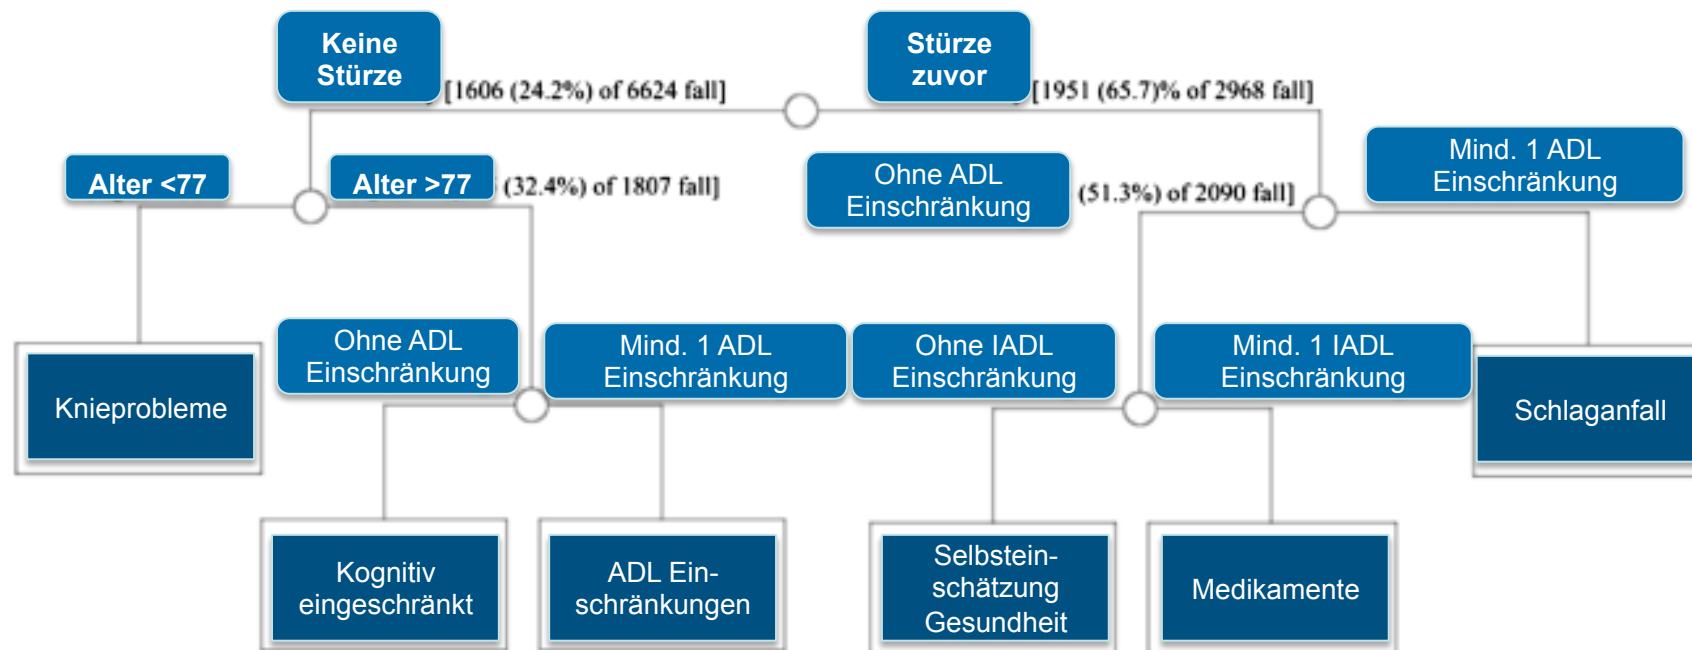 Keine
Stürze
Stürze
zuvor
[1606 (24.2%) of 6624 fall]
[1951 (65.7)% of 2968 fall]
Alter <77
Alter >77
(32.4%) of 1807 fall]
Ohne ADL
Einschränkung
(51.3%) of 2090 fall]
Mind. 1 ADL
Einschränkung
Ohne ADL
Einschränkung
Mind. 1 ADL
Einschränkung
Ohne IADL
Einschränkung
Mind. 1 IADL
Einschränkung
Knieprobleme
Schlaganfall
Kognitiv
eingeschränkt
ADL Ein-
schränkungen
Selbstein-
schätzung
Gesundheit
Medikamente